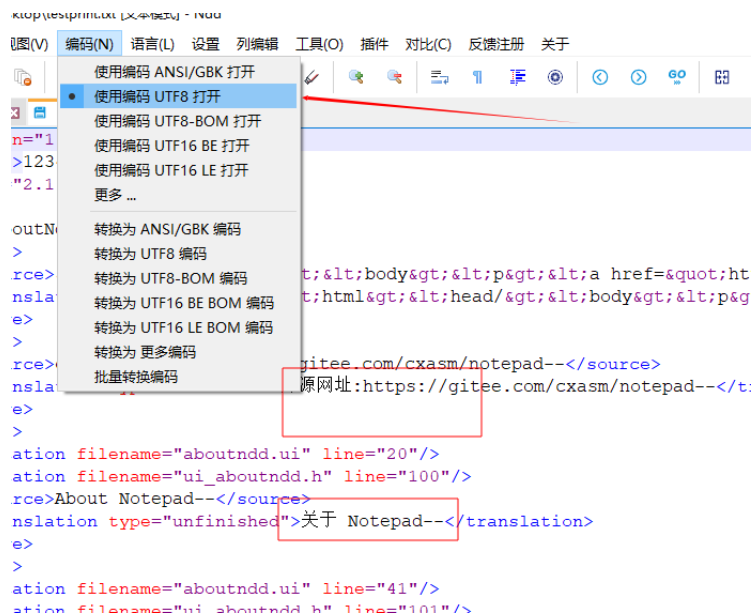 \testprint.txt [文本模式] - Ndd
视图(V) 编码(N) 语言(L) 设置 列编辑 工具(O) 插件 对比(C) 反馈注册 关于
使用编码 ANSI/GBK 打开
使用编码 UTF8 打开
使用编码 UTF8-BOM 打开
使用编码 UTF16 BE 打开
使用编码 UTF16 LE 打开
更多 ...
转换为 ANSI/GBK 编码
转换为 UTF8 编码
转换为 UTF8-BOM 编码
转换为 UTF16 BE BOM 编码
转换为 UTF16 LE BOM 编码
转换为 更多编码
批量转换编码
GO
n="1
>123
"2.1
outN
>
rce> t;&lt;body&gt;&lt;p&gt;&lt;a href=&quot;ht
nsla t;html&gt;&lt;head/&gt;&lt;body&gt;&lt;p&g
e>
>
rce> gitee.com/cxasm/notepad--</source>
nsla 源网址:https://gitee.com/cxasm/notepad--</t
e>
>
ation filename="aboutndd.ui" line="20"/>
ation filename="ui_aboutndd.h" line="100"/>
rce>About Notepad--</source>
nslation type="unfinished">关于 Notepad--</translation>
e>
>
ation filename="aboutndd.ui" line="41"/>
ation filename="ui_aboutndd.h" line="101"/>